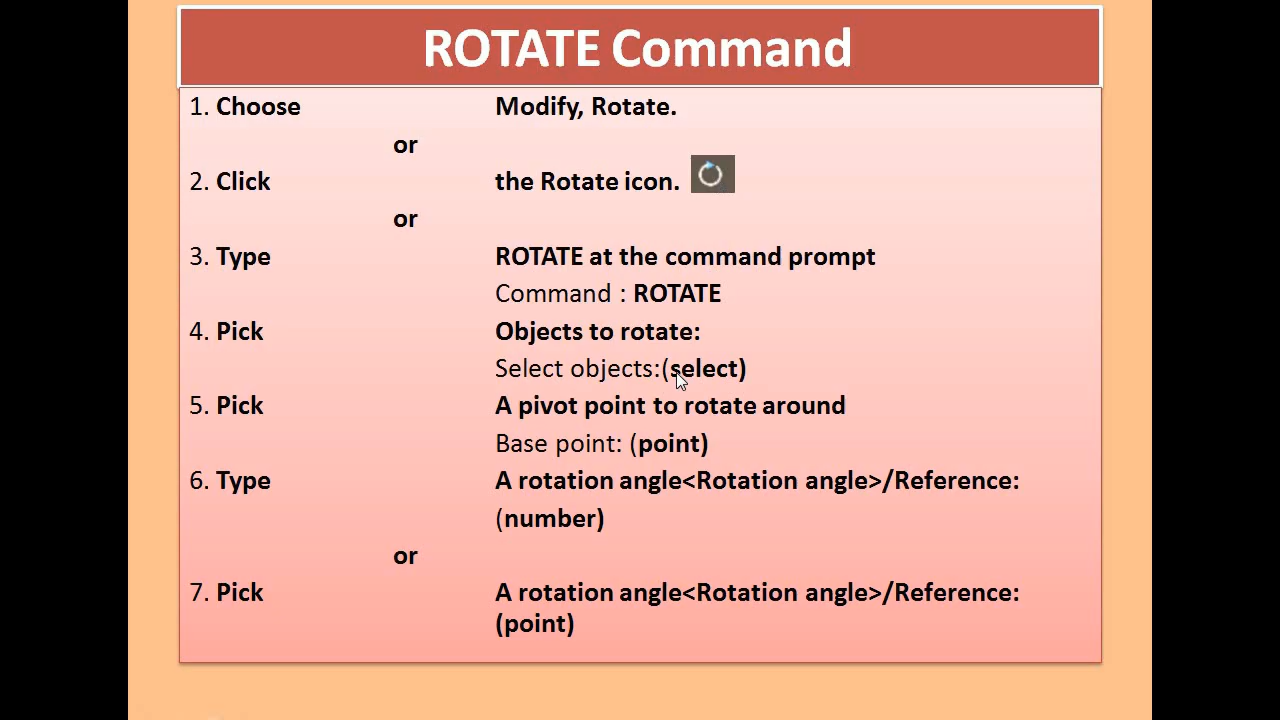 ROTATE Command
1. Choose Modify, Rotate.
or
2. Click the Rotate icon.
or
3. Type ROTATE at the command prompt
Command : ROTATE
4. Pick Objects to rotate:
Select objects:(select)
5. Pick A pivot point to rotate around
Base point: (point)
6. Type A rotation angle<Rotation angle>/Reference:
(number)
or
7. Pick A rotation angle<Rotation angle>/Reference:
(point)